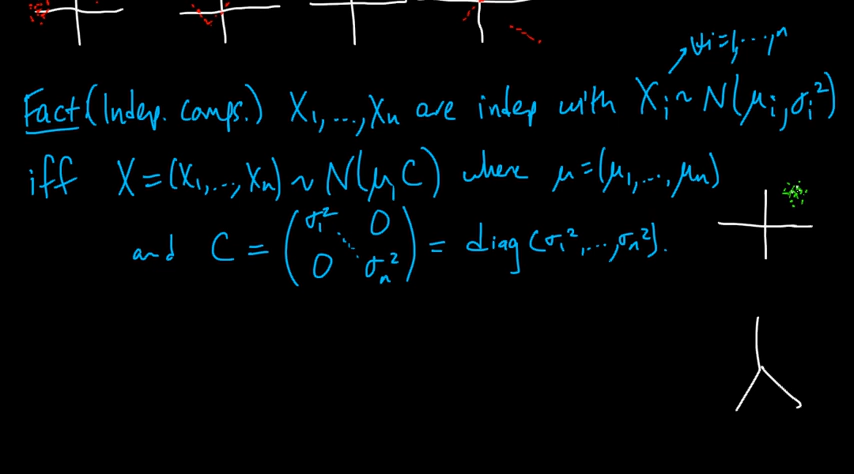 ∀i=1,...,n
Fact (Indep. comps.) X₁,...,Xₙ are indep with Xᵢ ~ N(μᵢ,σᵢ²)
iff X = (X₁,...,Xₙ) ~ N(μ,C) where μ=(μ₁,...,μₙ)
and C = (σ₁² 0 ⋱ 0 σₙ²) = diag(σ₁²,...,σₙ²).